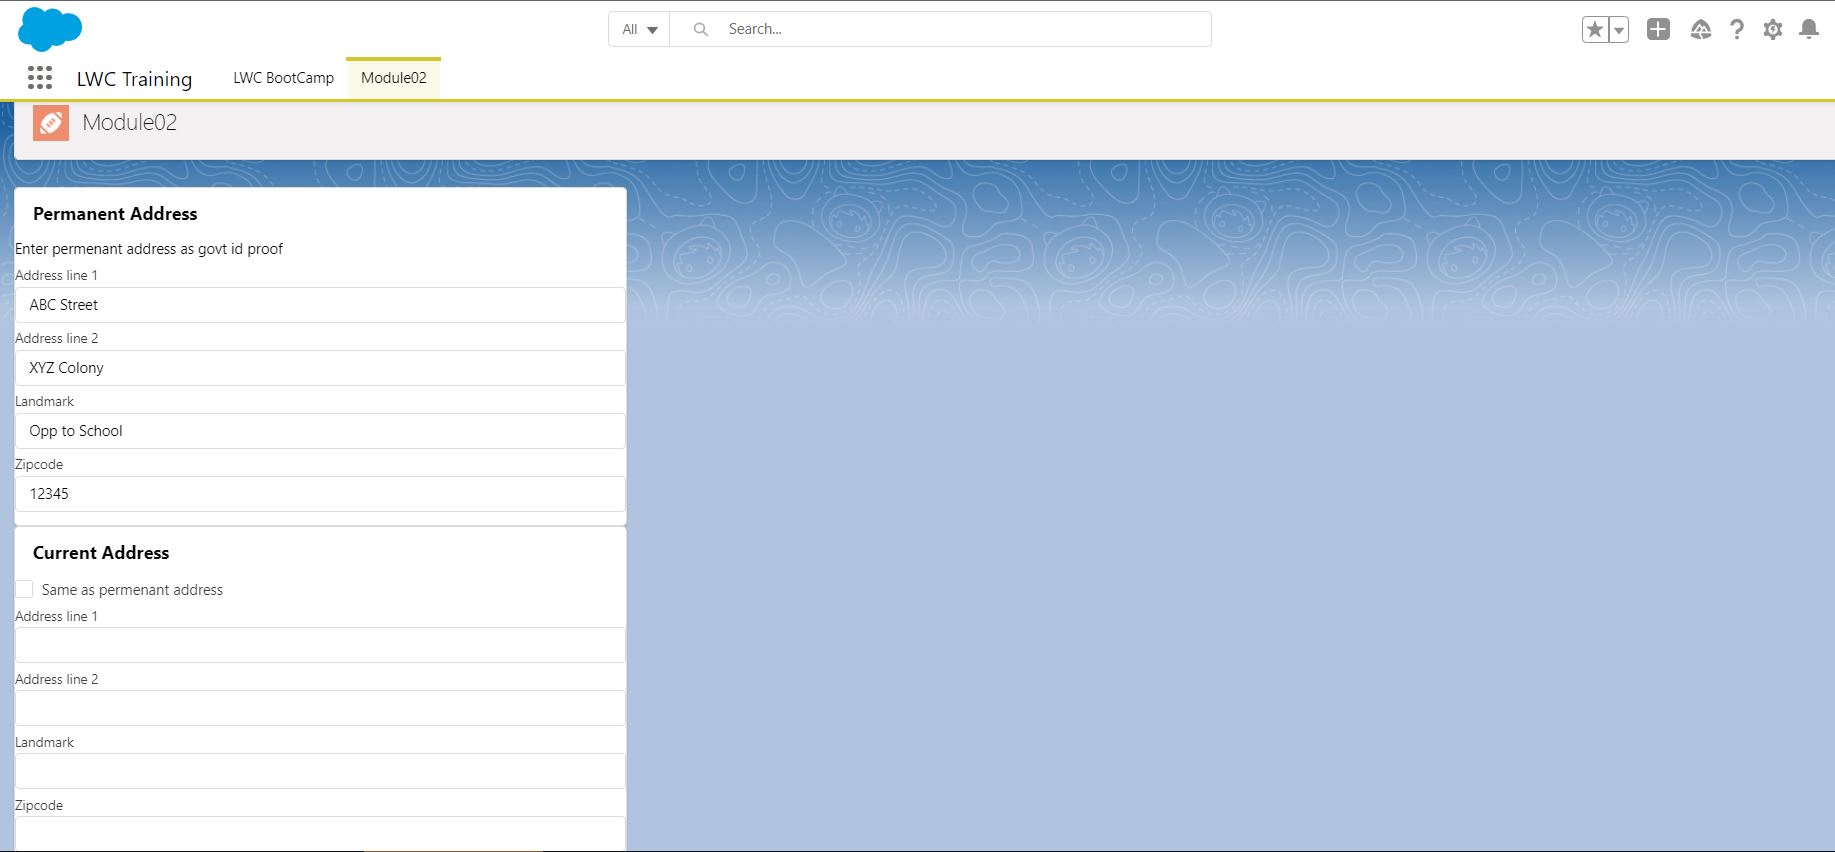 All Search...
LWC Training LWC BootCamp Module02
Module02
Permanent Address
Enter permenant address as govt id proof
Address line 1
ABC Street
Address line 2
XYZ Colony
Landmark
Opp to School
Zipcode
12345
Current Address
Same as permenant address
Address line 1
Address line 2
Landmark
Zipcode